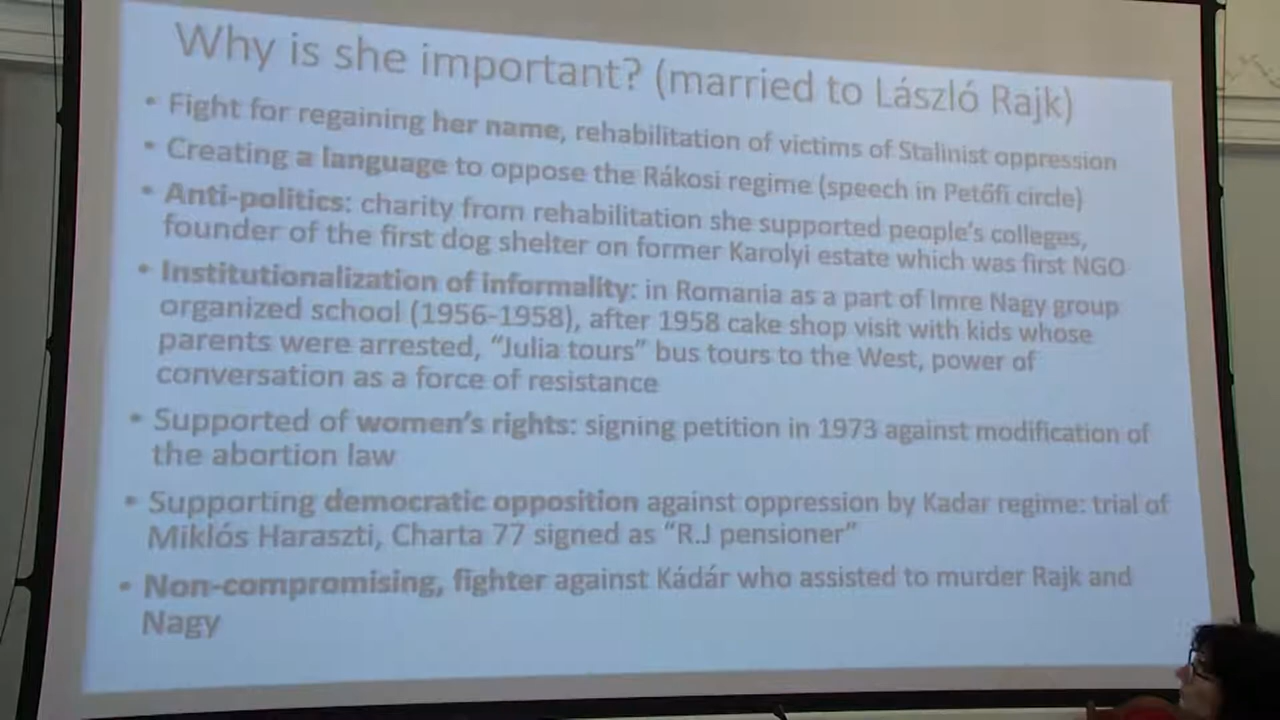 Why is she important? (married to László Rajk)
• Fight for regaining her name, rehabilitation of victims of Stalinist oppression
• Creating a language to oppose the Rákosi regime (speech in Petőfi circle)
• Anti-politics: charity from rehabilitation she supported people's colleges,
founder of the first dog shelter on former Karolyi estate which was first NGO
• Institutionalization of informality: in Romania as a part of Imre Nagy group
organized school (1956-1958), after 1958 cake shop visit with kids whose
parents were arrested, "Julia tours" bus tours to the West, power of
conversation as a force of resistance
• Supported of women's rights: signing petition in 1973 against modification of
the abortion law
• Supporting democratic opposition against oppression by Kadar regime: trial of
Miklós Haraszti, Charta 77 signed as "R.J pensioner"
• Non-compromising, fighter against Kádár who assisted to murder Rajk and
Nagy